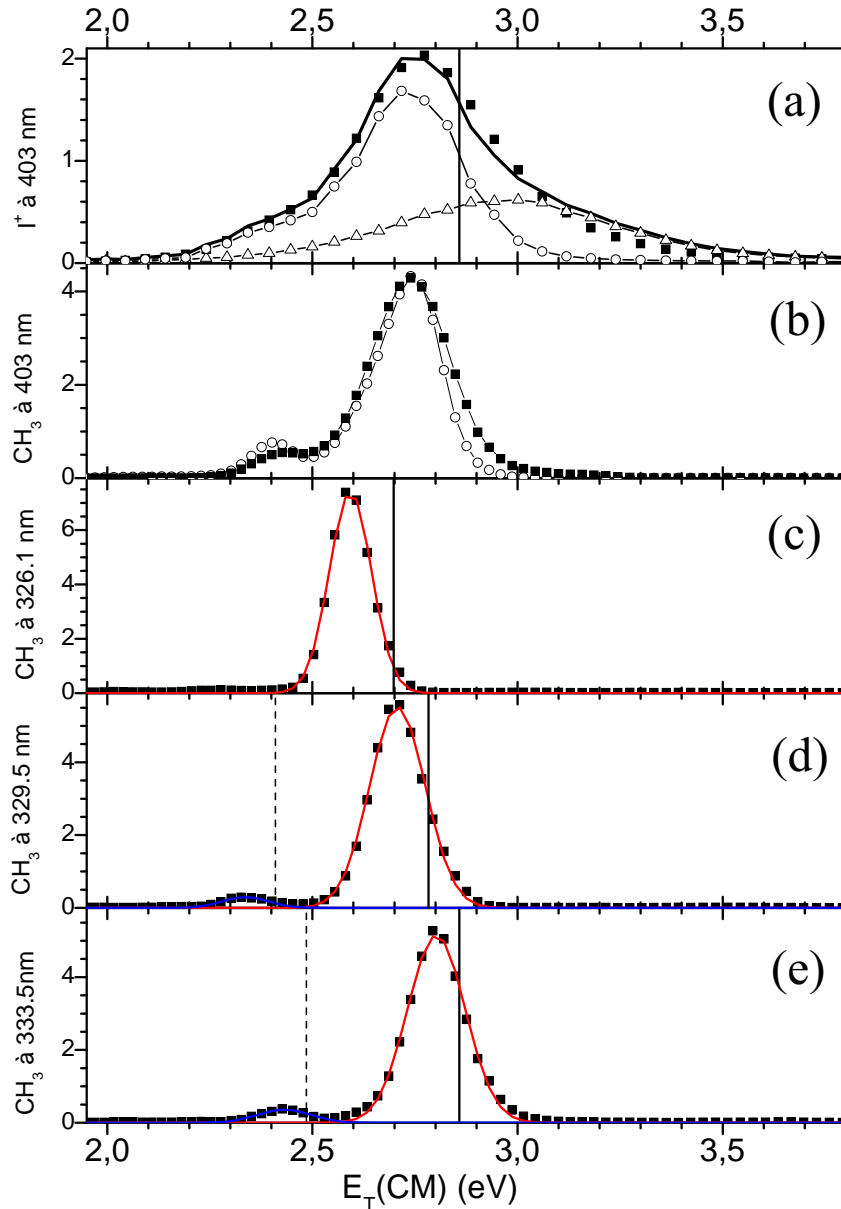 2,0 2,5 3,0 3,5
2
1
0
I⁺ à 403 nm
(a)
4
2
0
CH₃ à 403 nm
(b)
6
4
2
0
CH₃ à 326.1 nm
(c)
4
2
0
CH₃ à 329.5 nm
(d)
4
2
0
CH₃ à 333.5nm
(e)
2,0 2,5 3,0 3,5
E_T(CM) (eV)